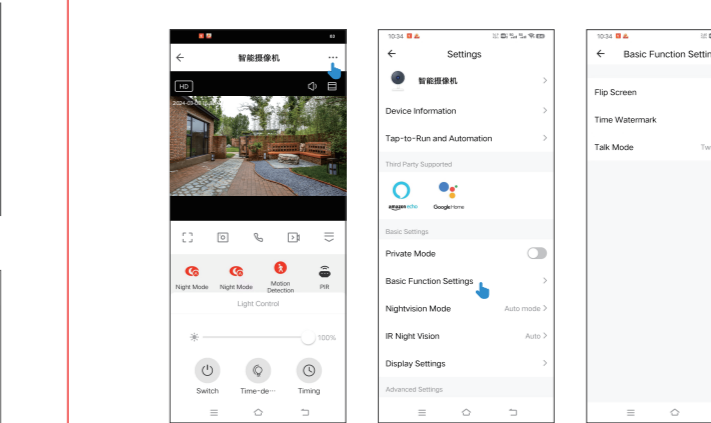 智能摄像机
HD
Night Mode
Night Mode
Motion
Detection
PIR
Light Control
100%
Switch
Time-de…
Timing
10:34
Settings
智能摄像机
Device Information
Tap-to-Run and Automation
Third Party Supported
amazon echo
Google Home
Basic Settings
Private Mode
Basic Function Settings
Nightvision Mode
Auto mode
IR Night Vision
Auto
Display Settings
Advanced Settings
10:34
Basic Function Settin
Flip Screen
Time Watermark
Talk Mode
Tw